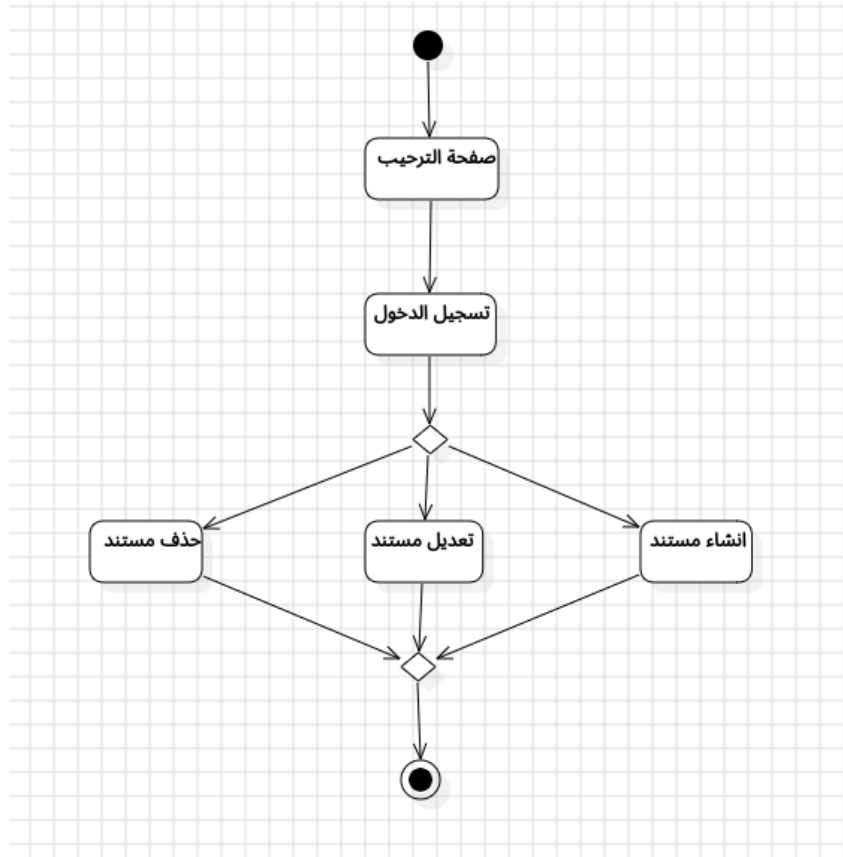 صفحة الترحيب
تسجيل الدخول
انشاء مستند
تعديل مستند
حذف مستند